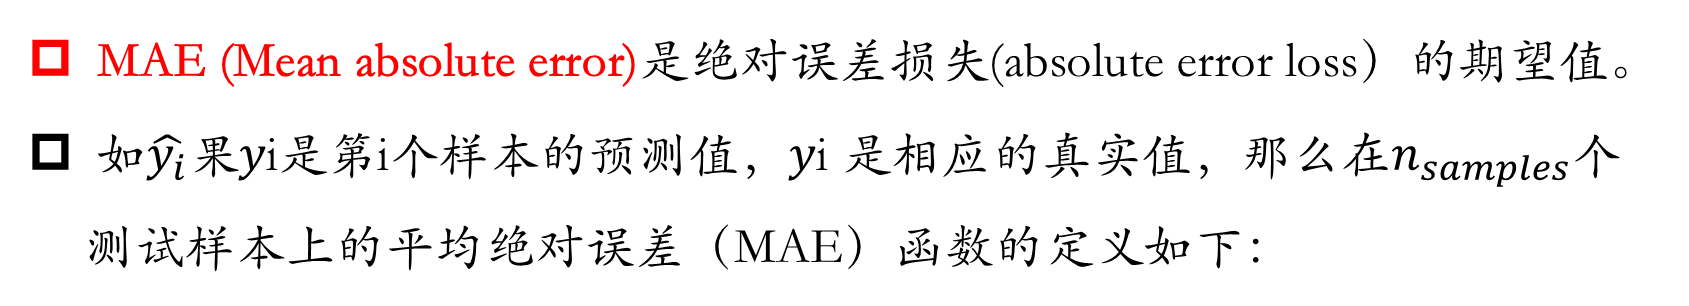 MAE (Mean absolute error)是绝对误差损失(absolute error loss）的期望值。
如ŷᵢ果yi是第i个样本的预测值，yi 是相应的真实值，那么在n_samples个
测试样本上的平均绝对误差（MAE）函数的定义如下：